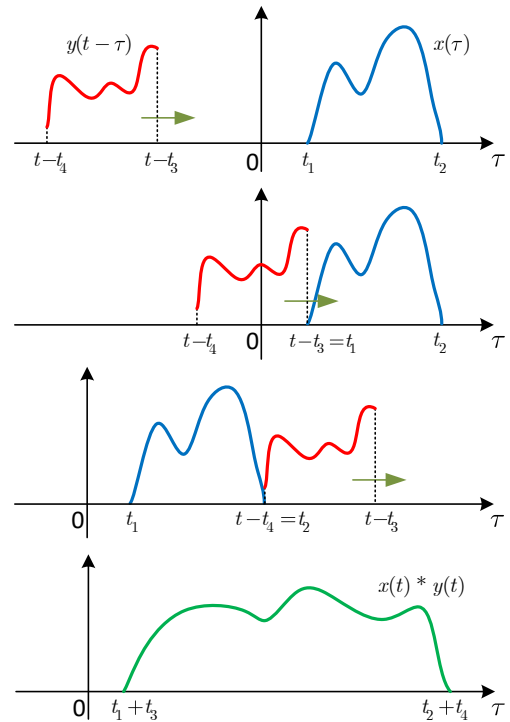 y(t − τ)
x(τ)
t−t₄
t−t₃
0
t₁
t₂
τ
t−t₄
0
t−t₃ = t₁
t₂
τ
0
t₁
t−t₄ = t₂
t−t₃
τ
x(t) * y(t)
0
t₁ + t₃
t₂ + t₄
τ